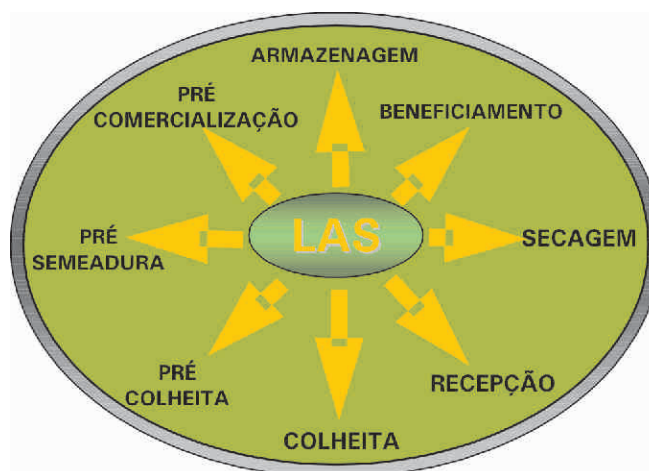 ARMAZENAGEM
PRÉ
COMERCIALIZAÇÃO
BENEFICIAMENTO
LAS
PRÉ
SEMEADURA
SECAGEM
PRÉ
COLHEITA
RECEPÇÃO
COLHEITA